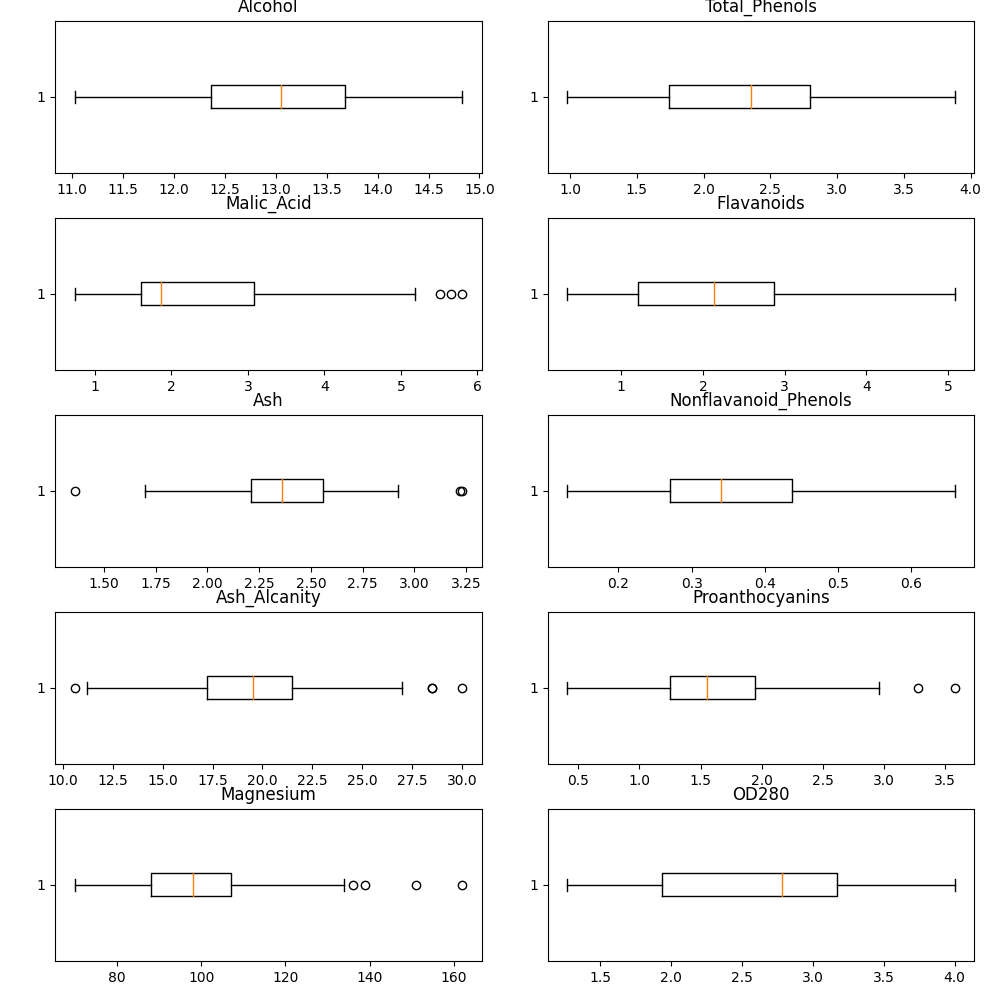 Alcohol
1
11.0 11.5 12.0 12.5 13.0 13.5 14.0 14.5 15.0
Total_Phenols
1
1.0 1.5 2.0 2.5 3.0 3.5 4.0
Malic_Acid
1
1 2 3 4 5 6
Flavanoids
1
1 2 3 4 5
Ash
1
1.50 1.75 2.00 2.25 2.50 2.75 3.00 3.25
Nonflavanoid_Phenols
1
0.2 0.3 0.4 0.5 0.6
Ash_Alcanity
1
10.0 12.5 15.0 17.5 20.0 22.5 25.0 27.5 30.0
Proanthocyanins
1
0.5 1.0 1.5 2.0 2.5 3.0 3.5
Magnesium
1
80 100 120 140 160
OD280
1
1.5 2.0 2.5 3.0 3.5 4.0